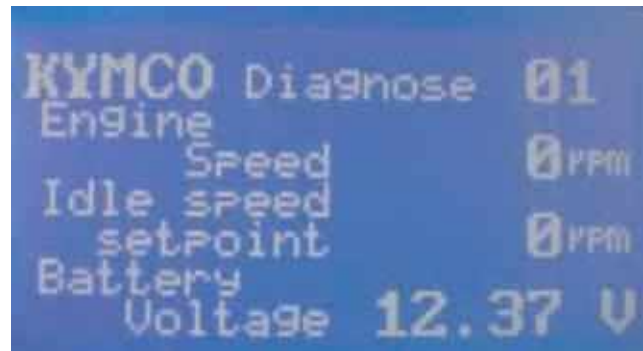 KYMCO Diagnose 01
Engine
Speed 0 rpm
Idle speed
setpoint 0 rpm
Battery
Voltage 12.37 V